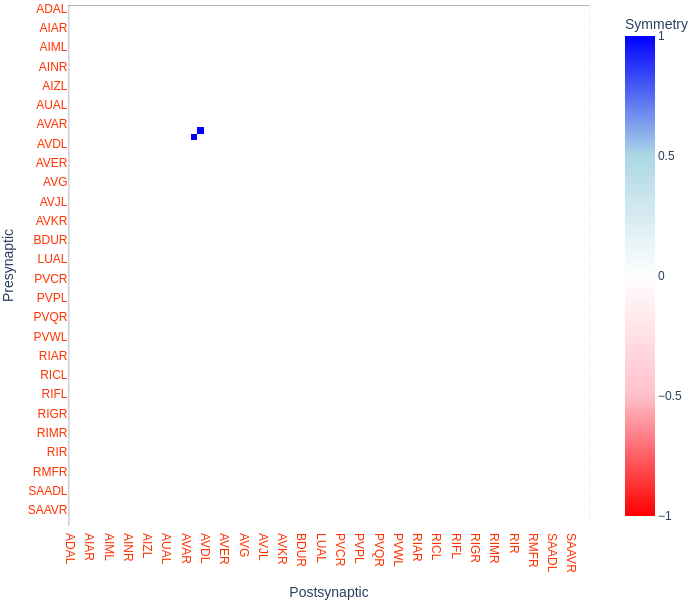 Symmetry
1
0.5
0
−0.5
−1
Presynaptic
ADAL
AIAR
AIML
AINR
AIZL
AUAL
AVAR
AVDL
AVER
AVG
AVJL
AVKR
BDUR
LUAL
PVCR
PVPL
PVQR
PVWL
RIAR
RICL
RIFL
RIGR
RIMR
RIR
RMFR
SAADL
SAAVR
ADAL
AIAR
AIML
AINR
AIZL
AUAL
AVAR
AVDL
AVER
AVG
AVJL
AVKR
BDUR
LUAL
PVCR
PVPL
PVQR
PVWL
RIAR
RICL
RIFL
RIGR
RIMR
RIR
RMFR
SAADL
SAAVR
Postsynaptic